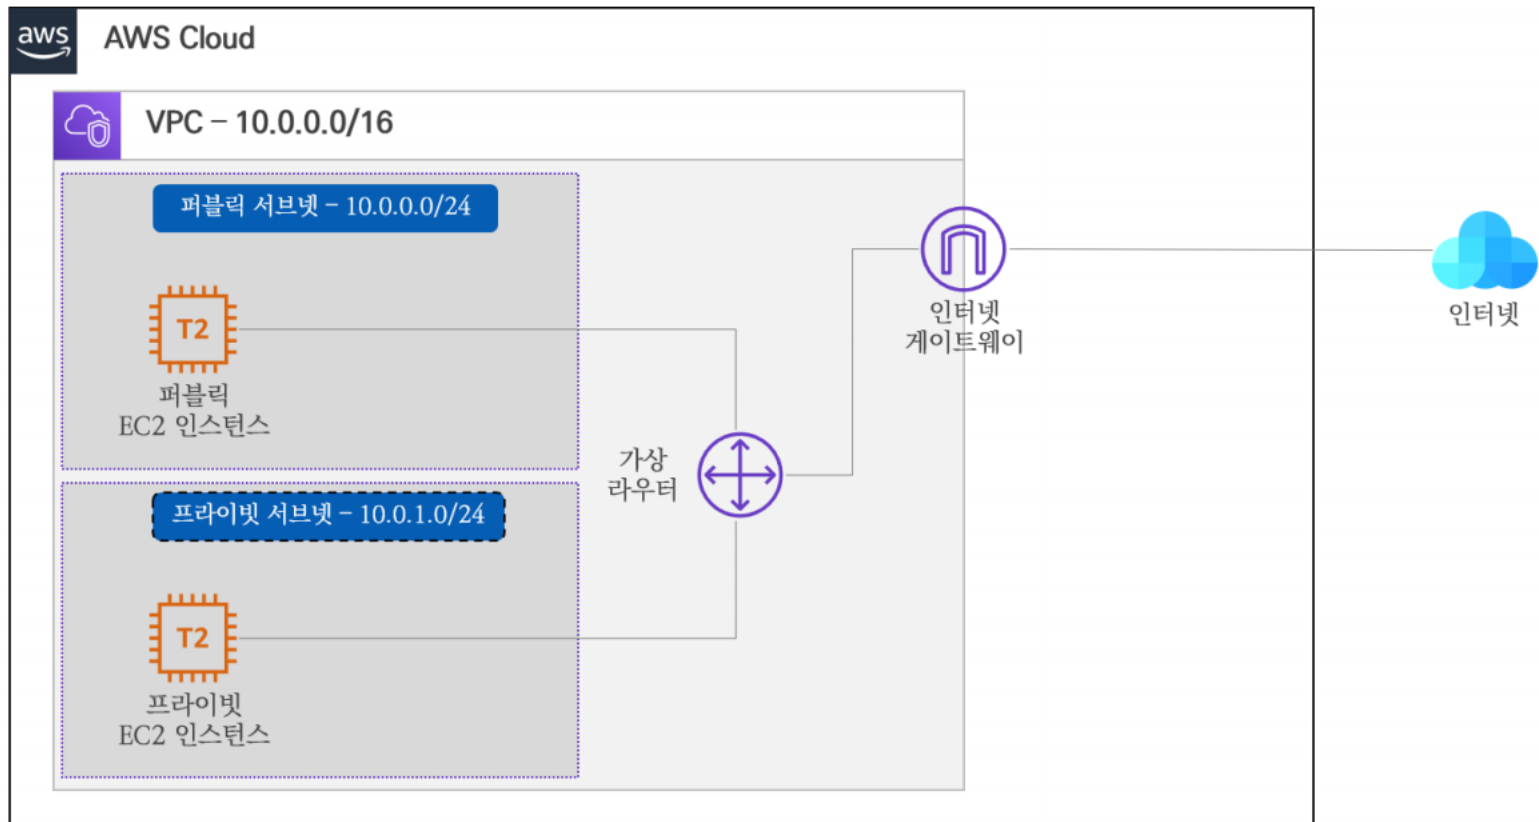 aws
AWS Cloud
VPC – 10.0.0.0/16
퍼블릭 서브넷 – 10.0.0.0/24
T2
퍼블릭
EC2 인스턴스
인터넷
게이트웨이
인터넷
가상
라우터
프라이빗 서브넷 – 10.0.1.0/24
T2
프라이빗
EC2 인스턴스